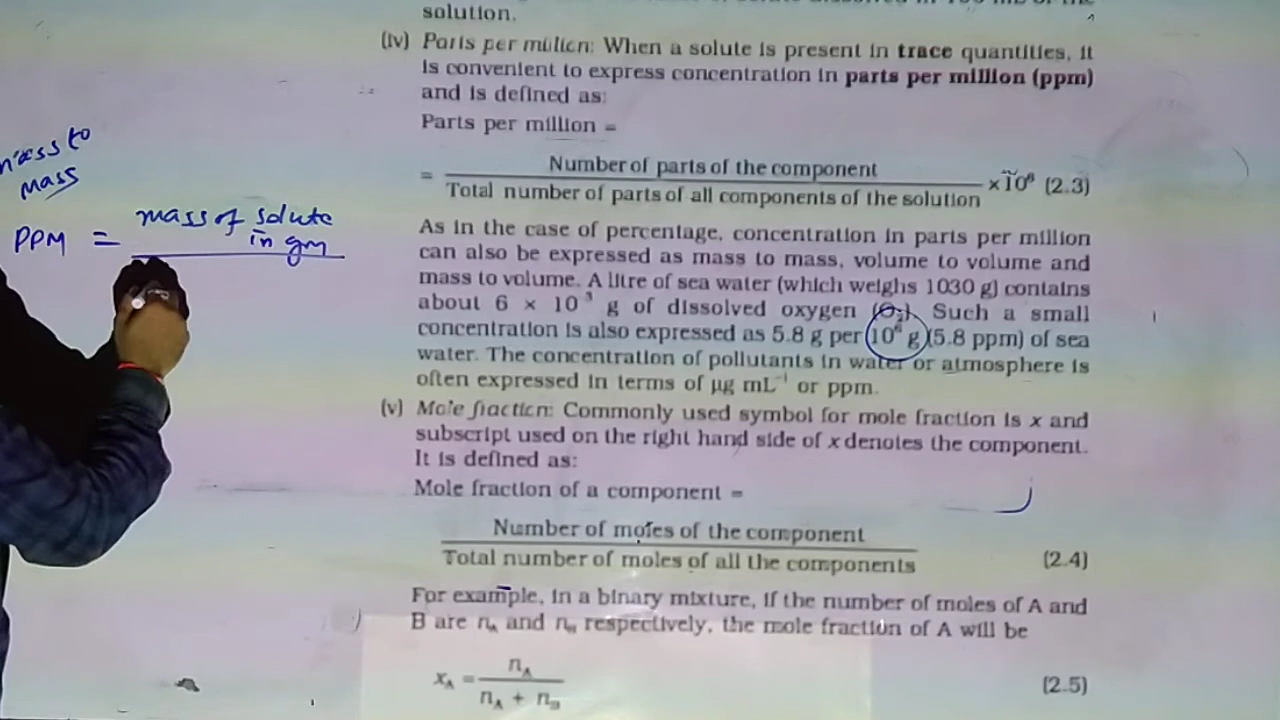 solution.
(iv) Parts per million: When a solute is present in trace quantities, it
is convenient to express concentration in parts per million (ppm)
and is defined as:
Parts per million =
= Number of parts of the component
Total number of parts of all components of the solution × 10⁶ (2.3)
As in the case of percentage, concentration in parts per million
can also be expressed as mass to mass, volume to volume and
mass to volume. A litre of sea water (which weighs 1030 g) contains
about 6 × 10⁻³ g of dissolved oxygen (O₂). Such a small
concentration is also expressed as 5.8 g per 10⁶ g (5.8 ppm) of sea
water. The concentration of pollutants in water or atmosphere is
often expressed in terms of μg mL⁻¹ or ppm.
(v) Mole fraction: Commonly used symbol for mole fraction is x and
subscript used on the right hand side of x denotes the component.
It is defined as:
Mole fraction of a component =
Number of moles of the component
Total number of moles of all the components (2.4)
For example, in a binary mixture, if the number of moles of A and
B are nA and nB respectively, the mole fraction of A will be
xA = nA
nA + nB (2.5)
mass to
mass
PPM = mass of solute
in gm